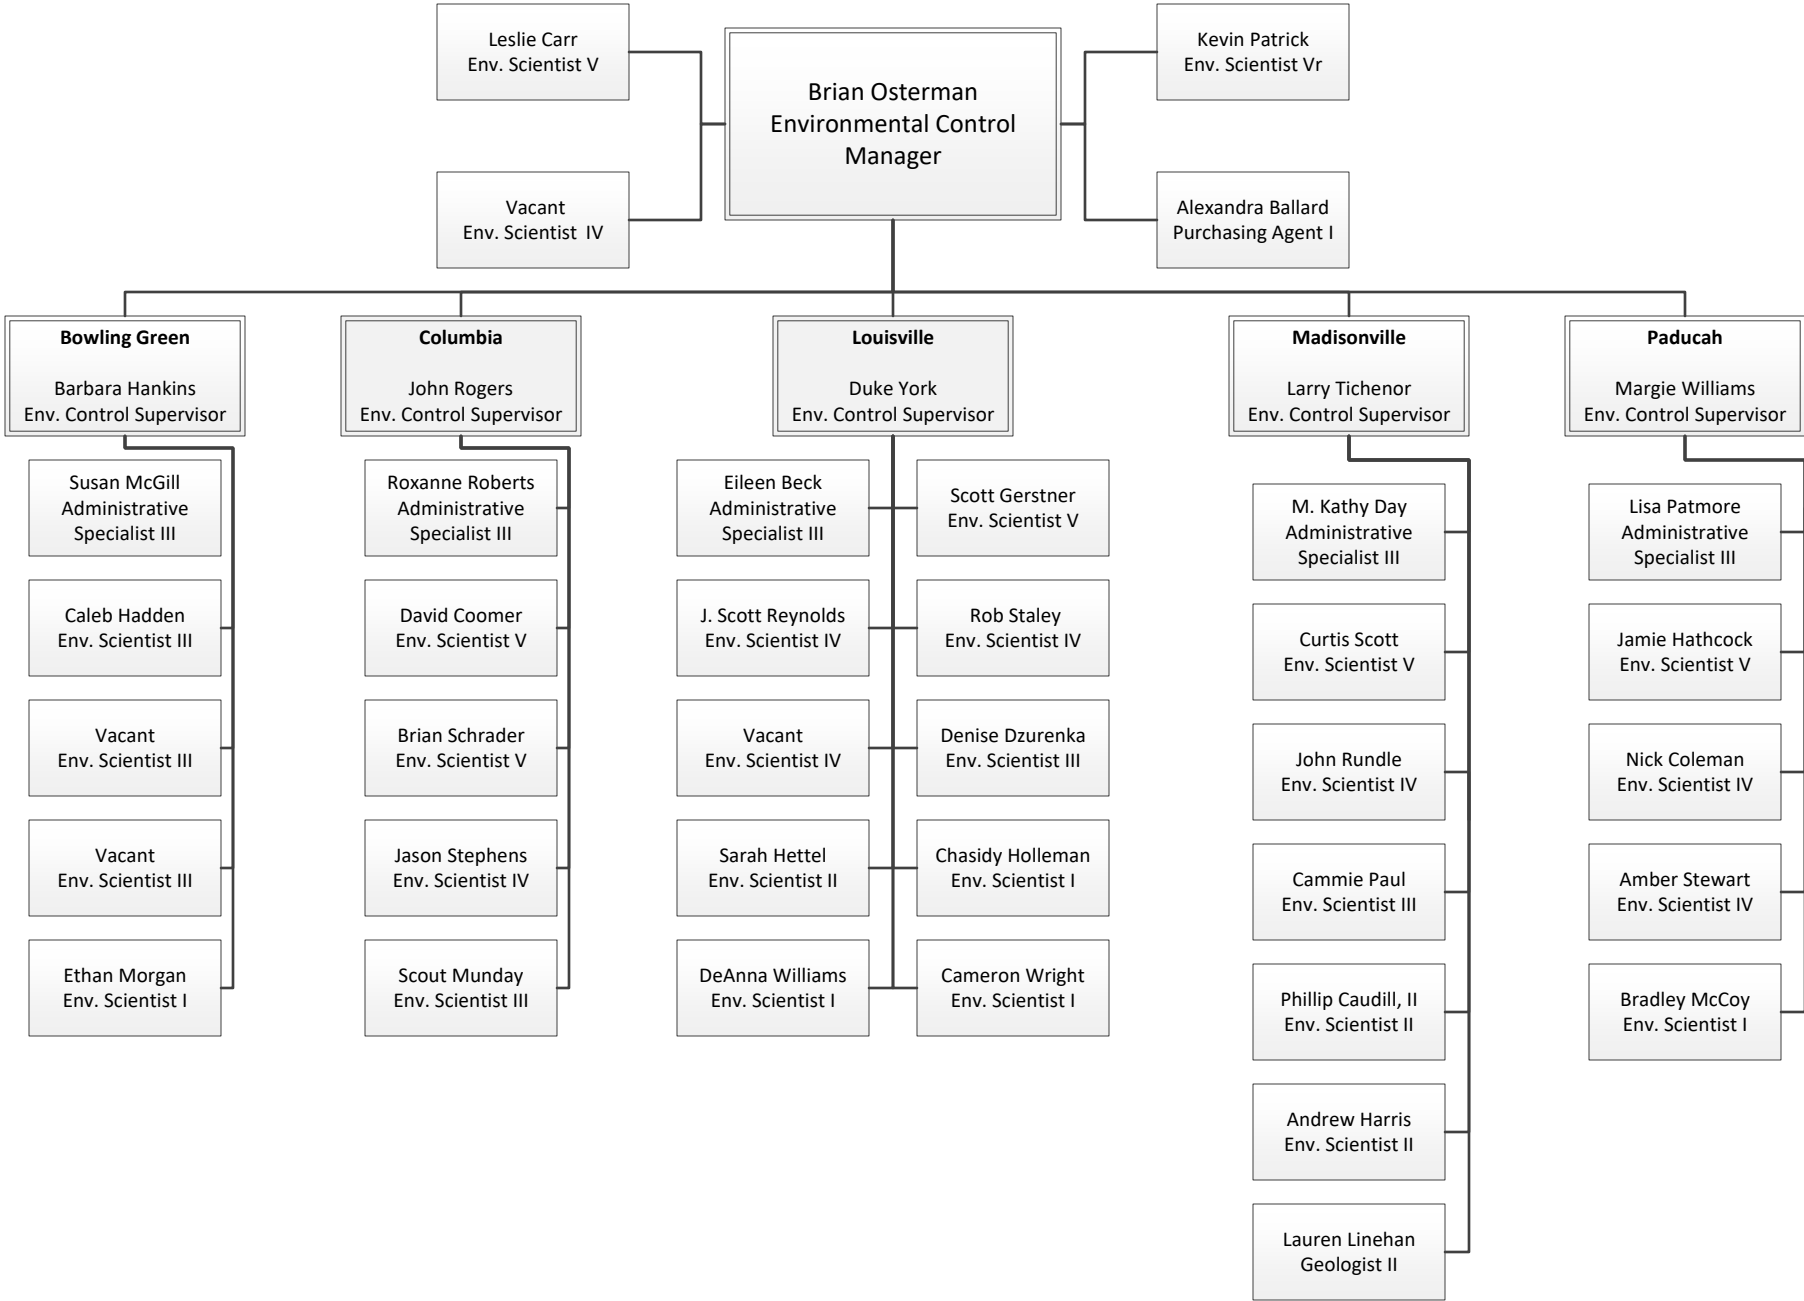 Leslie Carr
Env. Scientist V
Kevin Patrick
Env. Scientist Vr
Brian Osterman
Environmental Control
Manager
Vacant
Env. Scientist IV
Alexandra Ballard
Purchasing Agent I
Bowling Green
Barbara Hankins
Env. Control Supervisor
Susan McGill
Administrative
Specialist III
Caleb Hadden
Env. Scientist III
Vacant
Env. Scientist III
Vacant
Env. Scientist III
Ethan Morgan
Env. Scientist I
Columbia
John Rogers
Env. Control Supervisor
Roxanne Roberts
Administrative
Specialist III
David Coomer
Env. Scientist V
Brian Schrader
Env. Scientist V
Jason Stephens
Env. Scientist IV
Scout Munday
Env. Scientist III
Louisville
Duke York
Env. Control Supervisor
Eileen Beck
Administrative
Specialist III
Scott Gerstner
Env. Scientist V
J. Scott Reynolds
Env. Scientist IV
Rob Staley
Env. Scientist IV
Vacant
Env. Scientist IV
Denise Dzurenka
Env. Scientist III
Sarah Hettel
Env. Scientist II
Chasidy Holleman
Env. Scientist I
DeAnna Williams
Env. Scientist I
Cameron Wright
Env. Scientist I
Madisonville
Larry Tichenor
Env. Control Supervisor
M. Kathy Day
Administrative
Specialist III
Curtis Scott
Env. Scientist V
John Rundle
Env. Scientist IV
Cammie Paul
Env. Scientist III
Phillip Caudill, II
Env. Scientist II
Andrew Harris
Env. Scientist II
Lauren Linehan
Geologist II
Paducah
Margie Williams
Env. Control Supervisor
Lisa Patmore
Administrative
Specialist III
Jamie Hathcock
Env. Scientist V
Nick Coleman
Env. Scientist IV
Amber Stewart
Env. Scientist IV
Bradley McCoy
Env. Scientist I